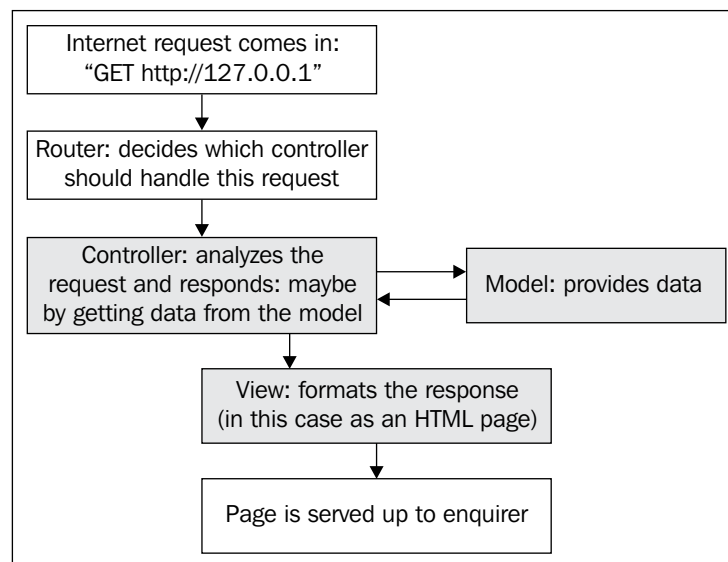 Internet request comes in:
“GET http://127.0.0.1”
Router: decides which controller
should handle this request
Controller: analyzes the
request and responds: maybe
by getting data from the model
Model: provides data
View: formats the response
(in this case as an HTML page)
Page is served up to enquirer